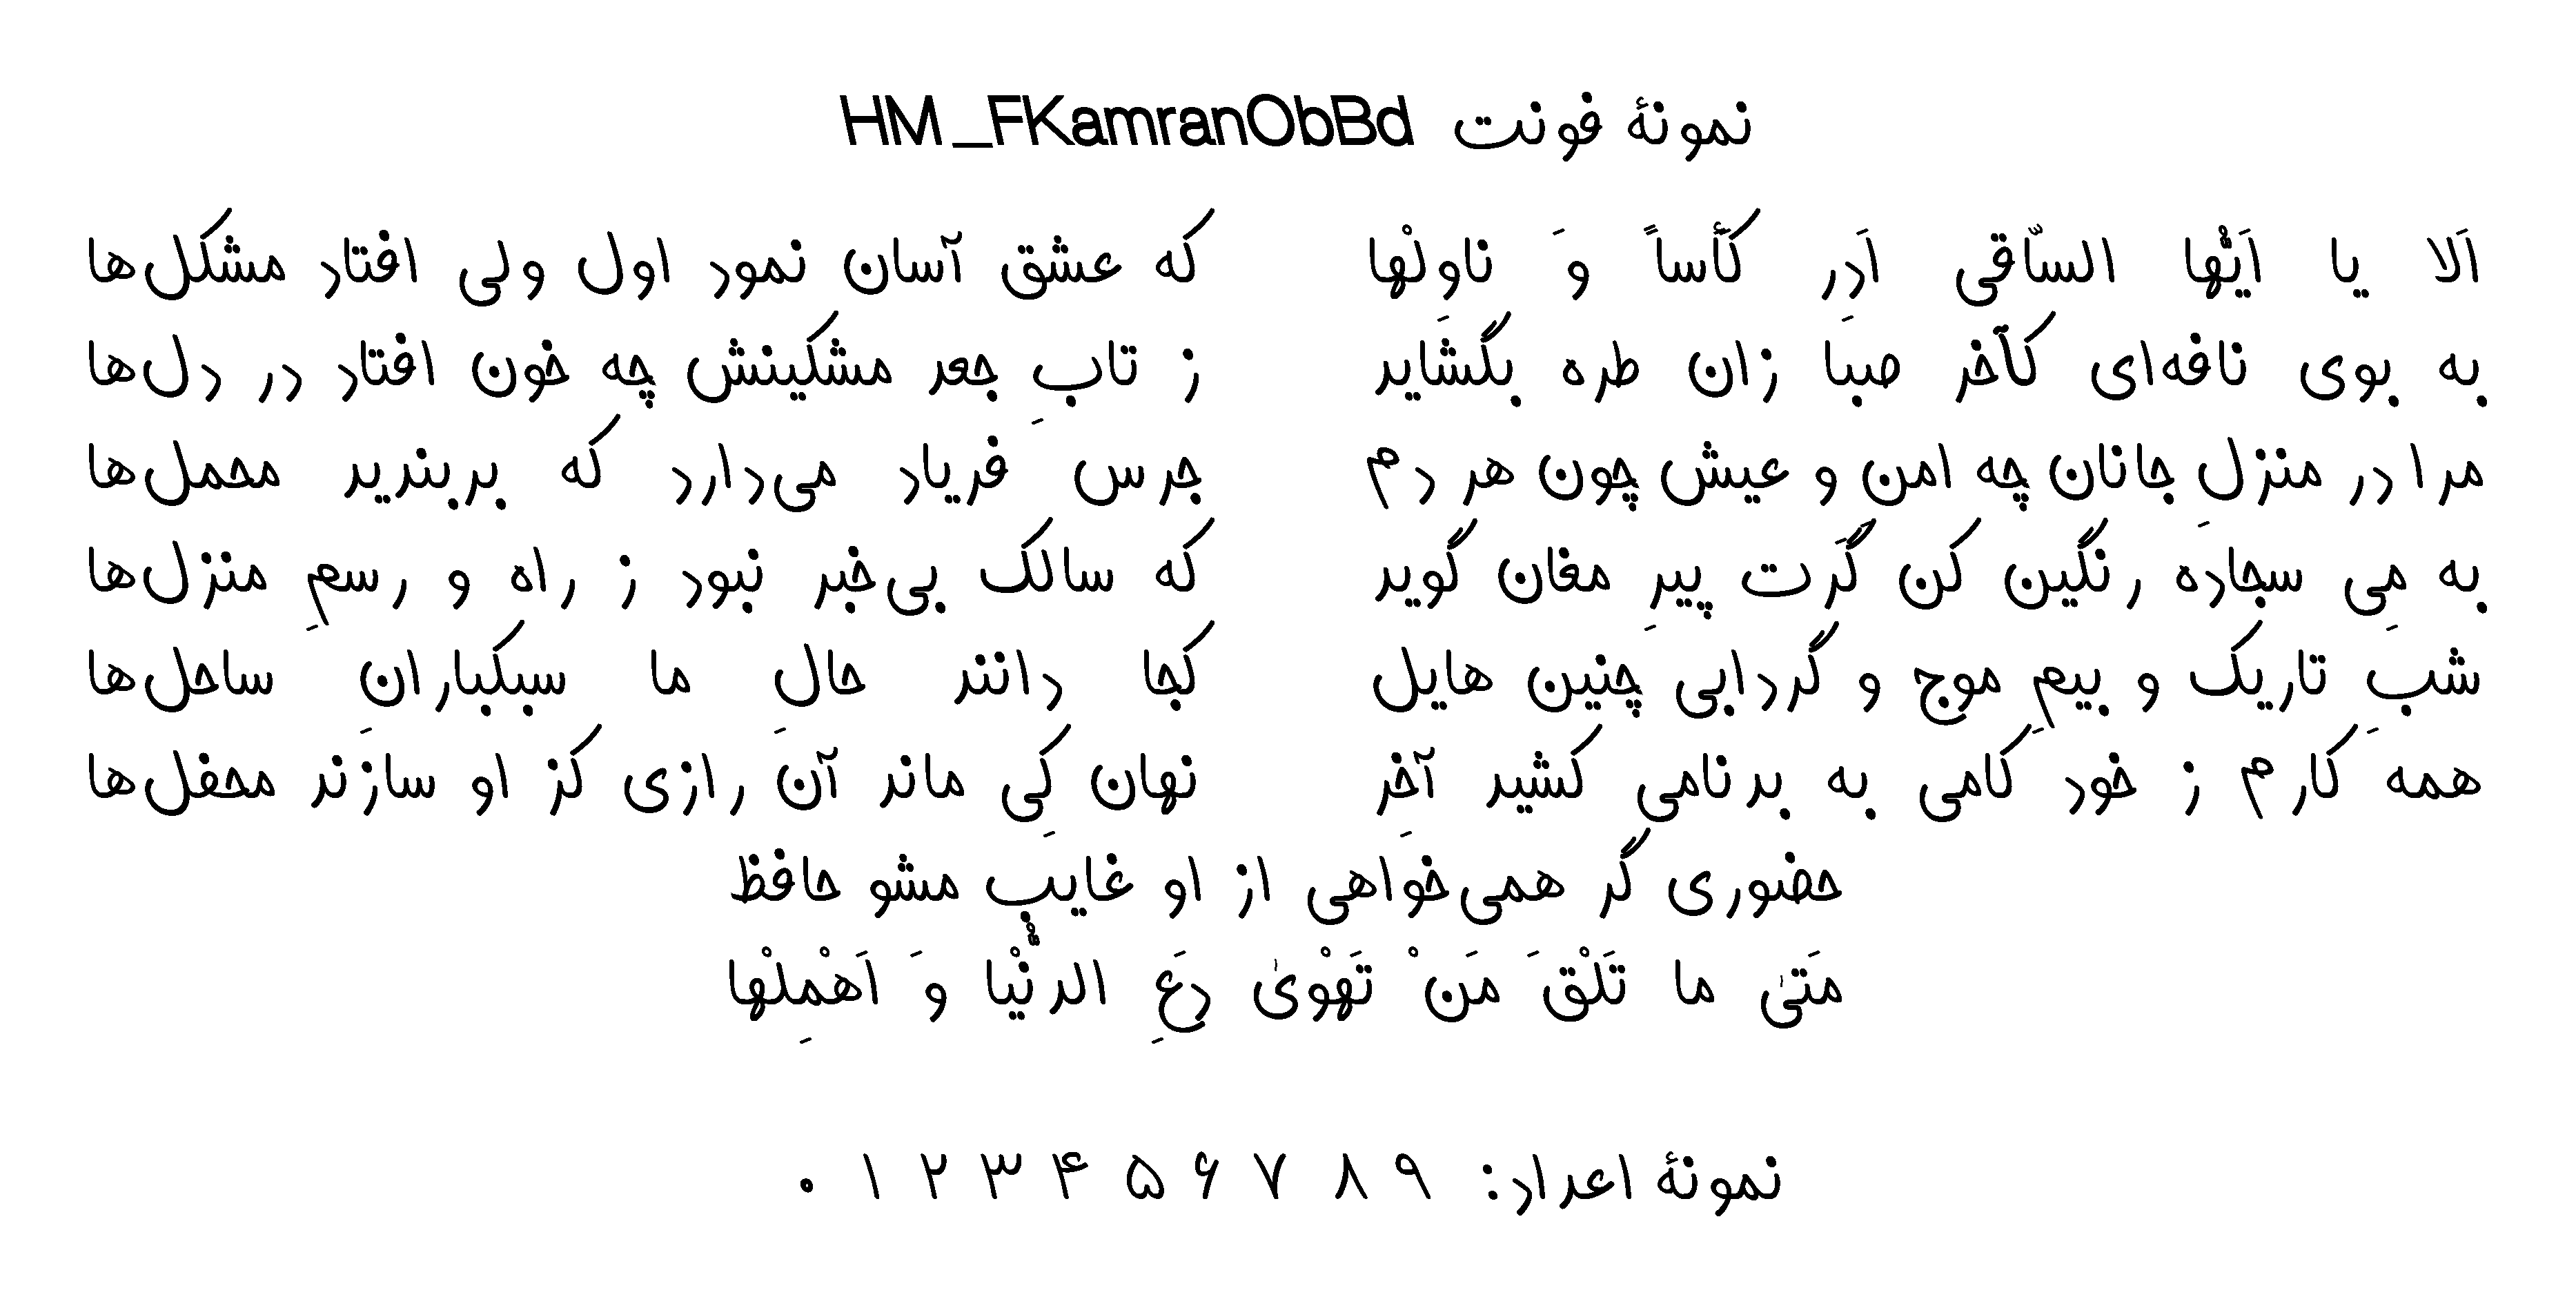 نمونهٔ فونت HM_FKamranObBd
اَلا یا اَیُّها السّاقی اَدِر کَأساً وَ ناوِلْها که عشق آسان نمود اول ولی افتاد مشکل‌ها
به بوی نافه‌ای کآخر صبا زان طره بگشاید ز تابِ جعد مشکینش چه خون افتاد در دل‌ها
مرا در منزلِ جانان چه امن و عیش چون هر دم جرس فریاد می‌دارد که بربندید محمل‌ها
به مِی سجاده رنگین کن گَرَت پیرِ مغان گوید که سالک بی‌خبر نبود ز راه و رسمِ منزل‌ها
شبِ تاریک و بیمِ موج و گردابی چنین هایل کجا دانند حالِ ما سبکبارانِ ساحل‌ها
همه کارم ز خود کامی به بدنامی کشید آخَر نهان کِی ماند آن رازی کز او سازَند محفل‌ها
حضوری گر همی‌خواهی از او غایب مشو حافظ
مَتیٰ ما تَلْقَ مَنْ تَهْویٰ دَعِ الدُّنْیا وَ اَهْمِلْها
نمونهٔ اعداد: ۹ ۸ ۷ ۶ ۵ ۴ ۳ ۲ ۱ ۰